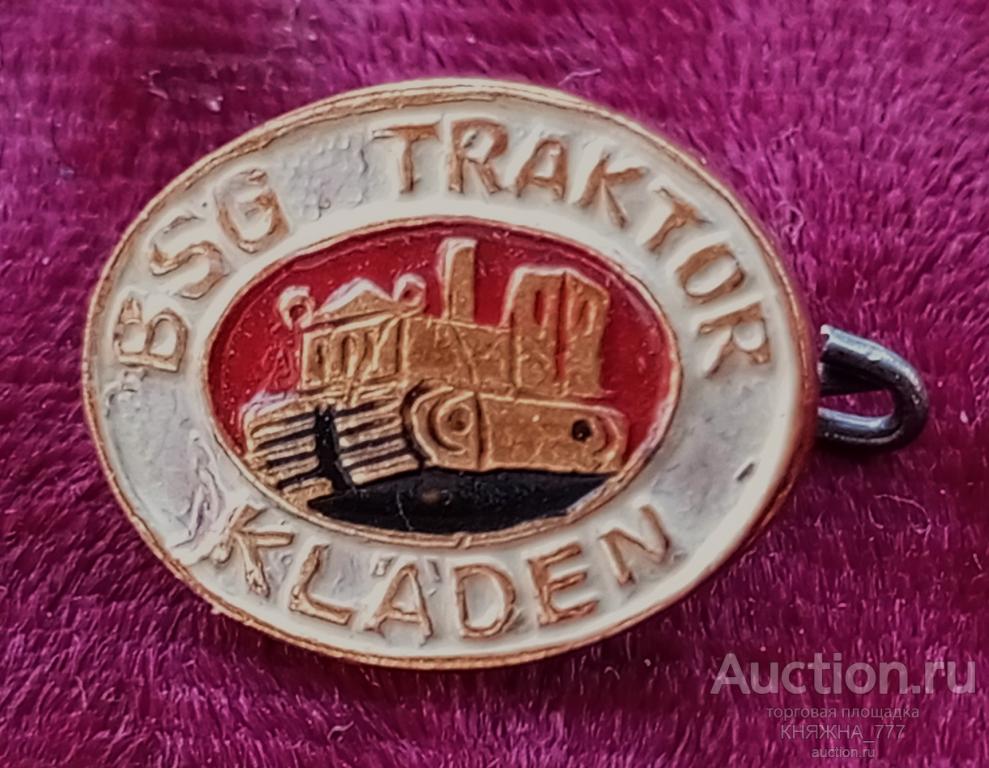 BSG TRAKTOR
KLÄDEN
Auction.ru
торговая площадка
КНЯЖНА_777
auction.ru